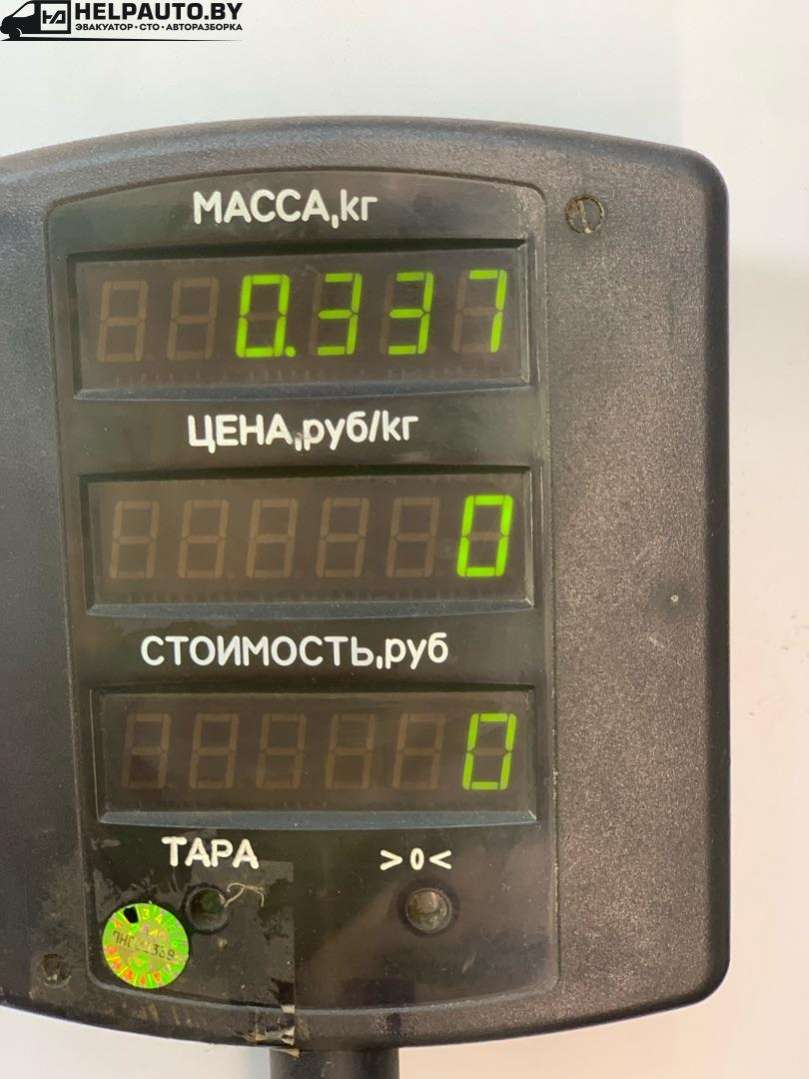 HELPAUTO.BY
ЭВАКУАТОР • СТО • АВТОРАЗБОРКА
МАССА,кг
0.337
ЦЕНА,руб/кг
0
СТОИМОСТЬ,руб
0
ТАРА >0<